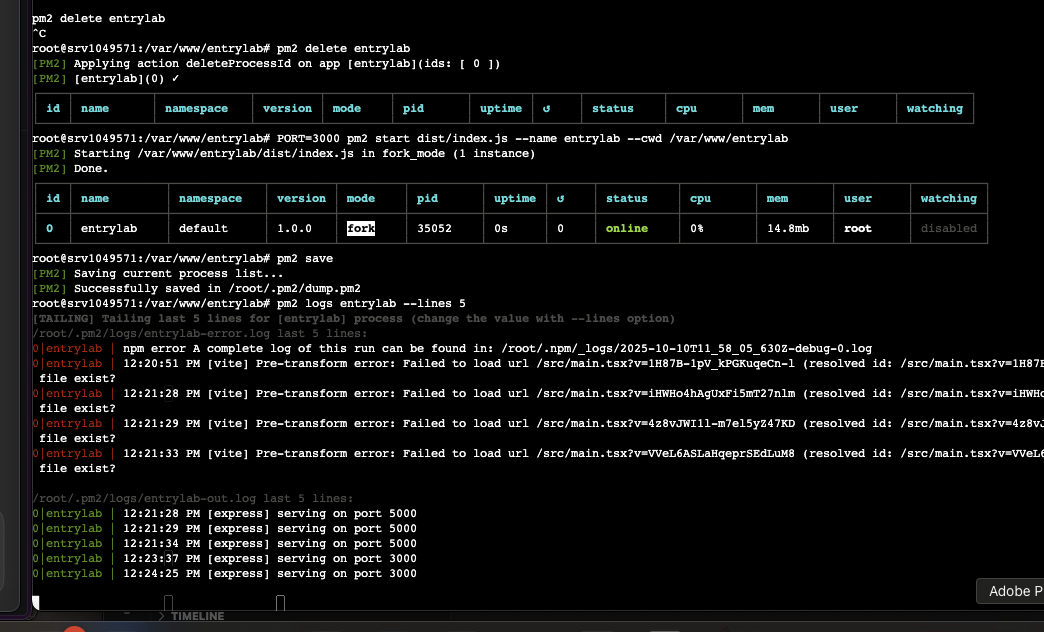 pm2 delete entrylab
^C
root@srv1049571:/var/www/entrylab# pm2 delete entrylab
[PM2] Applying action deleteProcessId on app [entrylab](ids: [ 0 ])
[PM2] [entrylab](0) ✓
id name namespace version mode pid uptime ↺ status cpu mem user watching
root@srv1049571:/var/www/entrylab# PORT=3000 pm2 start dist/index.js --name entrylab --cwd /var/www/entrylab
[PM2] Starting /var/www/entrylab/dist/index.js in fork_mode (1 instance)
[PM2] Done.
id name namespace version mode pid uptime ↺ status cpu mem user watching
0 entrylab default 1.0.0 fork 35052 0s 0 online 0% 14.8mb root disabled
root@srv1049571:/var/www/entrylab# pm2 save
[PM2] Saving current process list...
[PM2] Successfully saved in /root/.pm2/dump.pm2
root@srv1049571:/var/www/entrylab# pm2 logs entrylab --lines 5
[TAILING] Tailing last 5 lines for [entrylab] process (change the value with --lines option)
/root/.pm2/logs/entrylab-error.log last 5 lines:
0|entrylab | npm error A complete log of this run can be found in: /root/.npm/_logs/2025-10-10T11_58_05_630Z-debug-0.log
0|entrylab | 12:20:51 PM [vite] Pre-transform error: Failed to load url /src/main.tsx?v=1H87B-lpV_kPGKuqeCn-l (resolved id: /src/main.tsx?v=1H87B
file exist?
0|entrylab | 12:21:28 PM [vite] Pre-transform error: Failed to load url /src/main.tsx?v=iHWHo4hAgUxFi5mT27nlm (resolved id: /src/main.tsx?v=iHWHo
file exist?
0|entrylab | 12:21:29 PM [vite] Pre-transform error: Failed to load url /src/main.tsx?v=4z8vJWI1l-m7el5yZ47KD (resolved id: /src/main.tsx?v=4z8vJ
file exist?
0|entrylab | 12:21:33 PM [vite] Pre-transform error: Failed to load url /src/main.tsx?v=VVeL6ASLaHqeprSEdLuM8 (resolved id: /src/main.tsx?v=VVeL6
file exist?
/root/.pm2/logs/entrylab-out.log last 5 lines:
0|entrylab | 12:21:28 PM [express] serving on port 5000
0|entrylab | 12:21:29 PM [express] serving on port 5000
0|entrylab | 12:21:34 PM [express] serving on port 5000
0|entrylab | 12:23:37 PM [express] serving on port 3000
0|entrylab | 12:24:25 PM [express] serving on port 3000
Adobe P
> TIMELINE